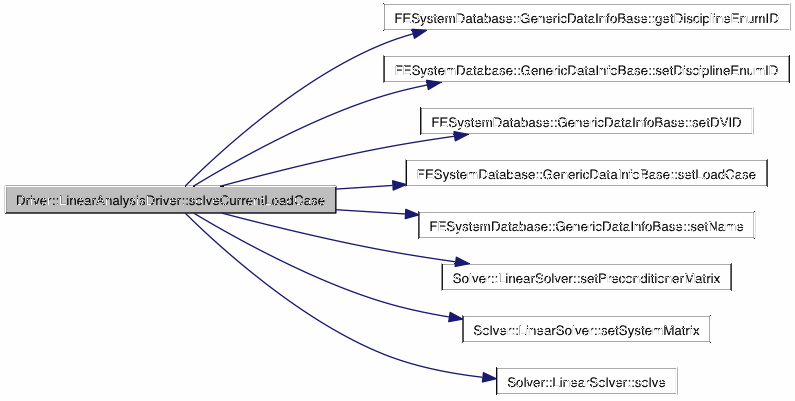 FESystemDatabase::GenericDataInfoBase::getDisciplineEnumID
FESystemDatabase::GenericDataInfoBase::setDisciplineEnumID
FESystemDatabase::GenericDataInfoBase::setDVID
FESystemDatabase::GenericDataInfoBase::setLoadCase
Driver::LinearAnalysisDriver::solveCurrentLoadCase
FESystemDatabase::GenericDataInfoBase::setName
Solver::LinearSolver::setPreconditionerMatrix
Solver::LinearSolver::setSystemMatrix
Solver::LinearSolver::solve